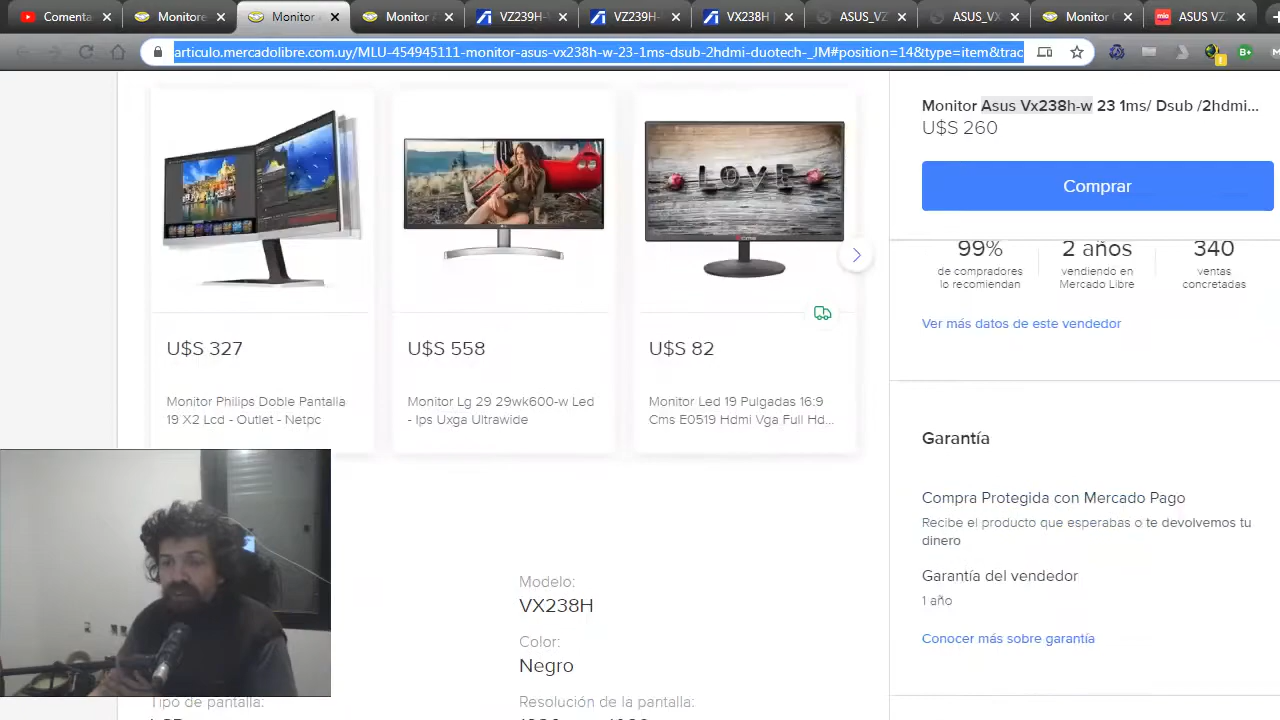 Comenta
Monitore
Monitor
Monitor
VZ239H-
VZ239H-
VX238H
ASUS_VZ
ASUS_VX
Monitor
ASUS VZ
articulo.mercadolibre.com.uy/MLU-454945111-monitor-asus-vx238h-w-23-1ms-dsub-2hdmi-duotech-_JM#position=14&type=item&trac
Monitor Asus Vx238h-w 23 1ms/ Dsub /2hdmi...
U$S 260
Comprar
99%
de compradores
lo recomiendan
2 años
vendiendo en
Mercado Libre
340
ventas
concretadas
Ver más datos de este vendedor
U$S 327
Monitor Philips Doble Pantalla
19 X2 Lcd - Outlet - Netpc
U$S 558
Monitor Lg 29 29wk600-w Led
- Ips Uxga Ultrawide
LOVE
U$S 82
Monitor Led 19 Pulgadas 16:9
Cms E0519 Hdmi Vga Full Hd...
Garantía
Compra Protegida con Mercado Pago
Recibe el producto que esperabas o te devolvemos tu
dinero
Garantía del vendedor
1 año
Conocer más sobre garantía
Modelo:
VX238H
Color:
Negro
Tipo de pantalla:
Resolución de la pantalla: